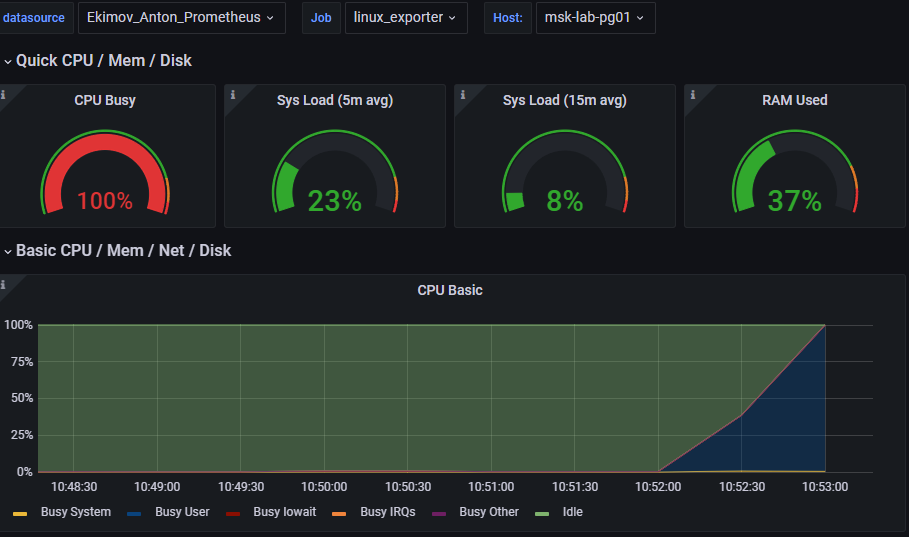 datasource Ekimov_Anton_Prometheus Job linux_exporter Host: msk-lab-pg01
Quick CPU / Mem / Disk
CPU Busy Sys Load (5m avg) Sys Load (15m avg) RAM Used
100% 23% 8% 37%
Basic CPU / Mem / Net / Disk
CPU Basic
100%
75%
50%
25%
0%
10:48:30 10:49:00 10:49:30 10:50:00 10:50:30 10:51:00 10:51:30 10:52:00 10:52:30 10:53:00
Busy System Busy User Busy Iowait Busy IRQs Busy Other Idle